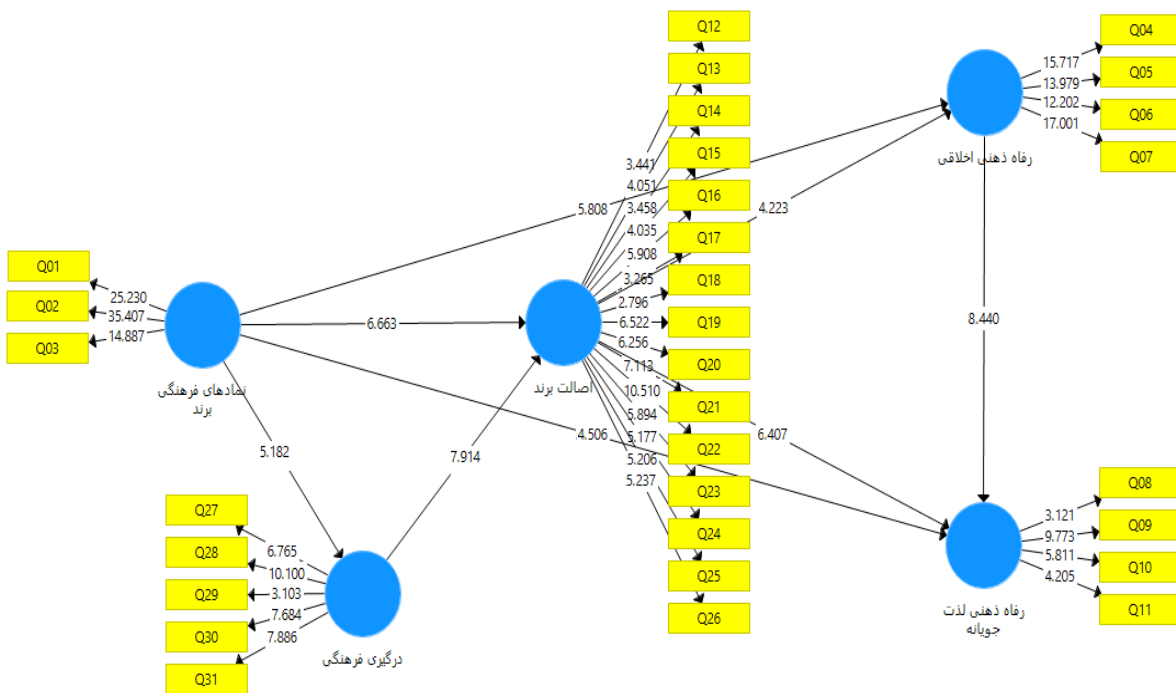 Q12
Q13
Q14
Q15
Q16
Q17
Q18
Q19
Q20
Q21
Q22
Q23
Q24
Q25
Q26
3.441
4.051
3.458
4.035
5.908
3.265
2.796
6.522
6.256
7.113
10.510
5.894
5.177
5.206
5.237
Q04
Q05
Q06
Q07
15.717
13.979
12.202
17.001
رفاه ذهنی اخلاقی
5.808
4.223
Q01
Q02
Q03
25.230
35.407
14.887
نمادهای فرهنگی
برند
6.663
اصالت برند
8.440
5.182
7.914
4.506
6.407
Q27
Q28
Q29
Q30
Q31
6.765
10.100
3.103
7.684
7.886
درگیری فرهنگی
Q08
Q09
Q10
Q11
3.121
9.773
5.811
4.205
رفاه ذهنی لذت
جویانه